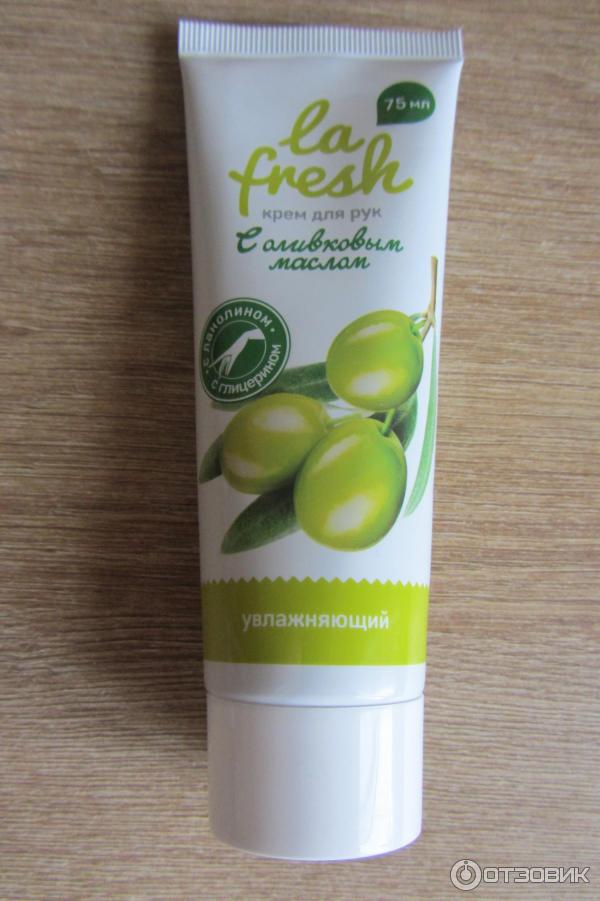 75 мл
la
fresh
крем для рук
С оливковым
маслом
с ланолином
с глицерином
увлажняющий
ОТЗОВИК